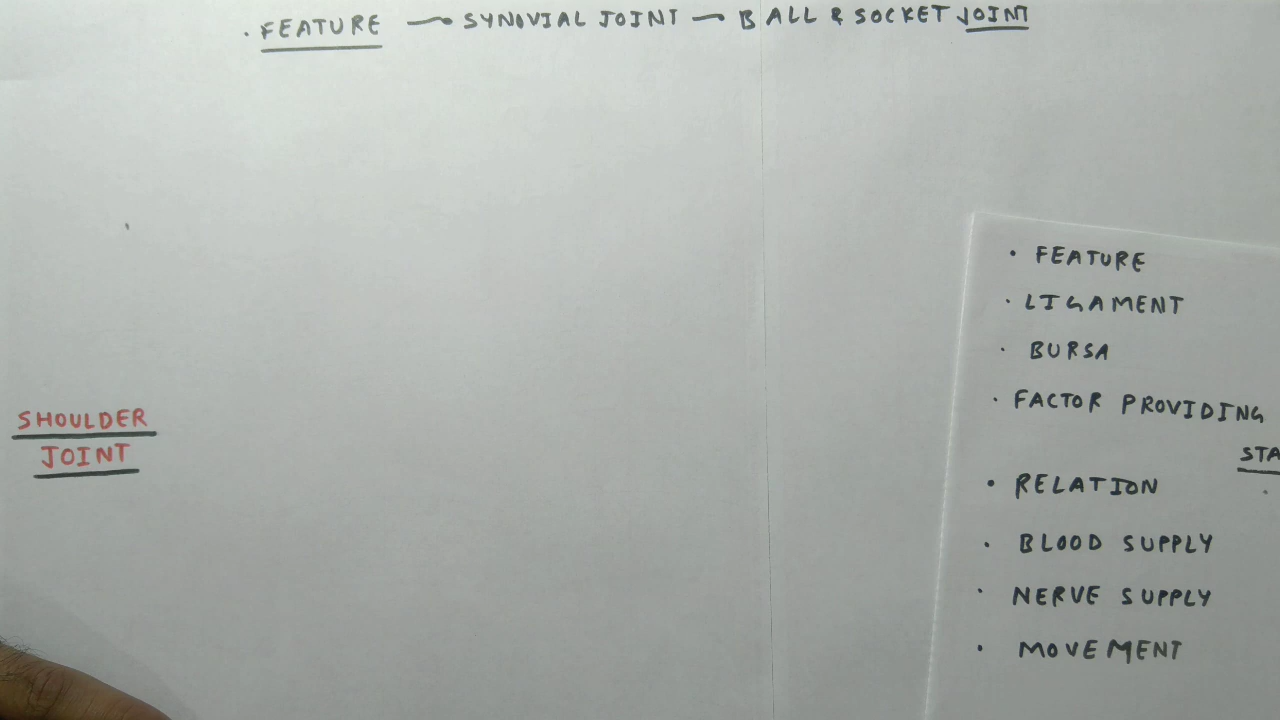 . FEATURE — SYNOVIAL JOINT — BALL & SOCKET JOINT
SHOULDER
JOINT
• FEATURE
• LIGAMENT
• BURSA
• FACTOR PROVIDING
STA
• RELATION
• BLOOD SUPPLY
• NERVE SUPPLY
• MOVEMENT